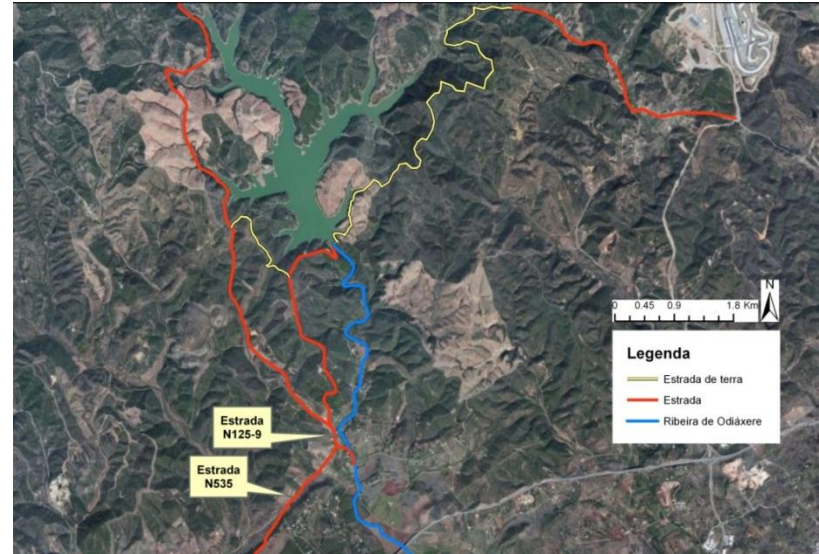 N
0 0.45 0.9 1.8 Km
Legenda
Estrada de terra
Estrada
Ribeira de Odiáxere
Estrada
N125-9
Estrada
N535